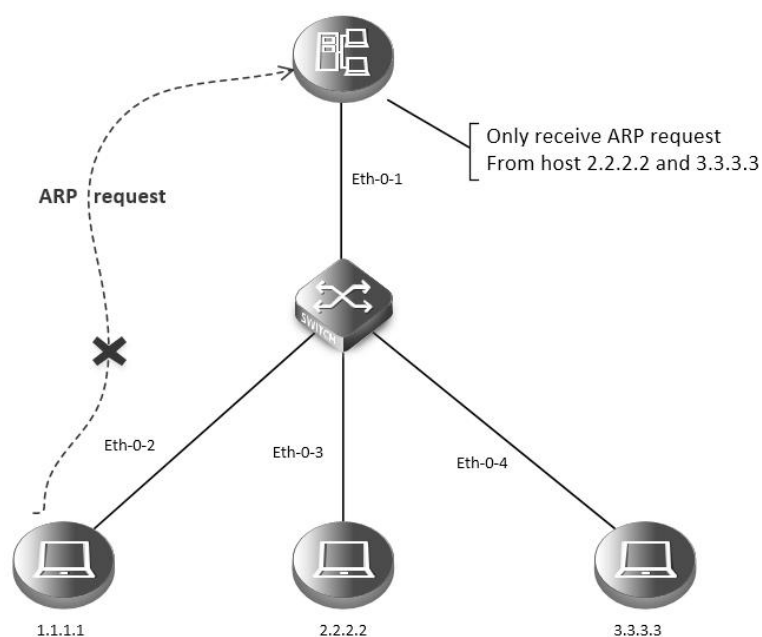 Only receive ARP request
From host 2.2.2.2 and 3.3.3.3
Eth-0-1
ARP request
SWITCH
Eth-0-2
Eth-0-3
Eth-0-4
1.1.1.1
2.2.2.2
3.3.3.3